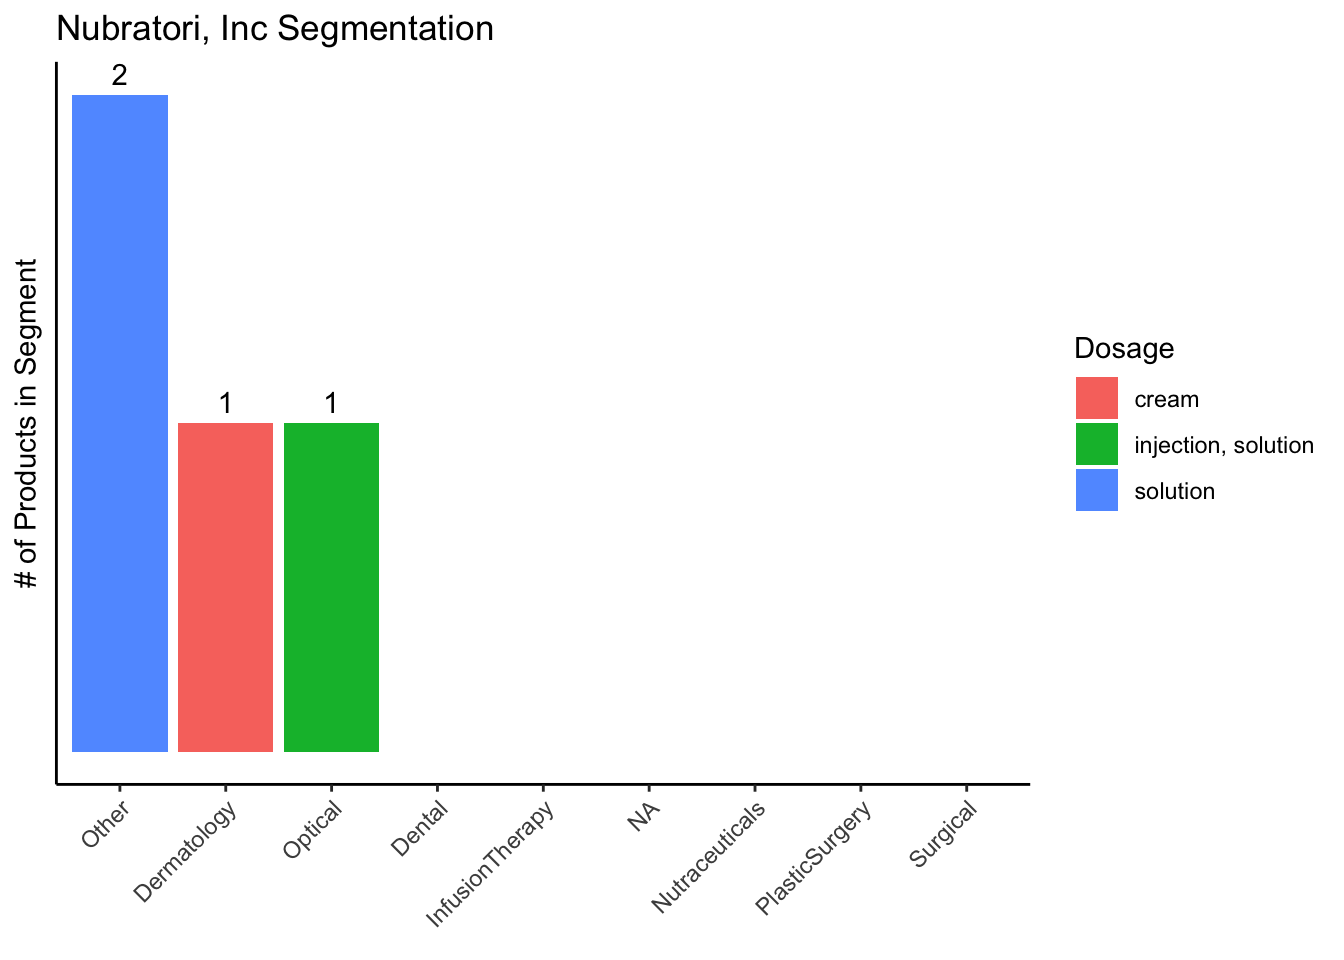 Nubratori, Inc Segmentation
2
1
1
# of Products in Segment
Other
Dermatology
Optical
Dental
InfusionTherapy
NA
Nutraceuticals
PlasticSurgery
Surgical
Dosage
cream
injection, solution
solution